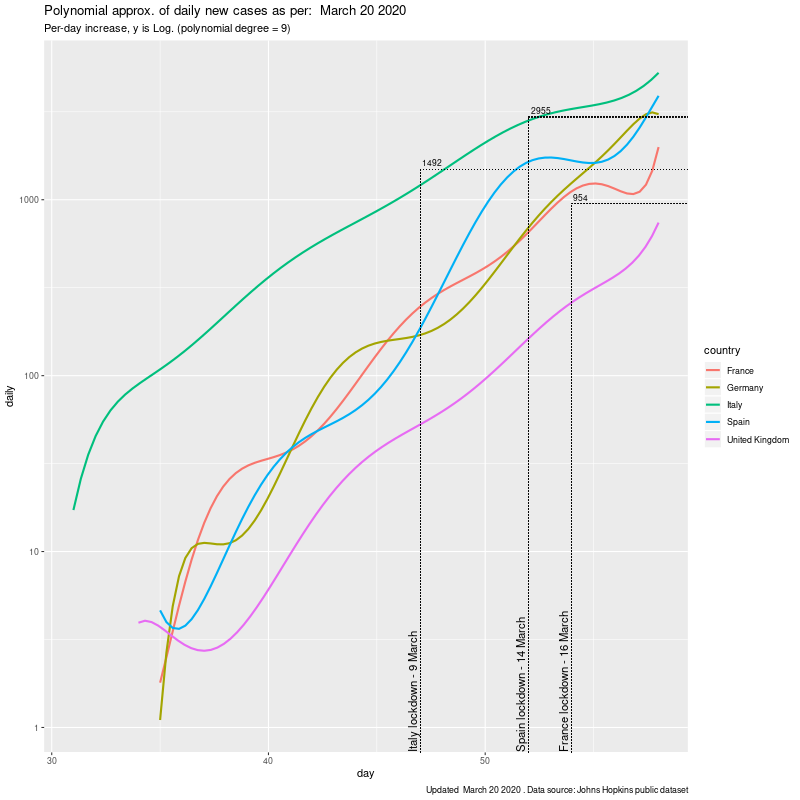 Polynomial approx. of daily new cases as per:  March 20 2020
Per-day increase, y is Log. (polynomial degree = 9)
2955
1492
1000
954
country
France
Germany
Italy
Spain
United Kingdom
100
daily
10
Italy lockdown - 9 March
Spain lockdown - 14 March
France lockdown - 16 March
1
30
40
50
day
Updated  March 20 2020 . Data source: Johns Hopkins public dataset